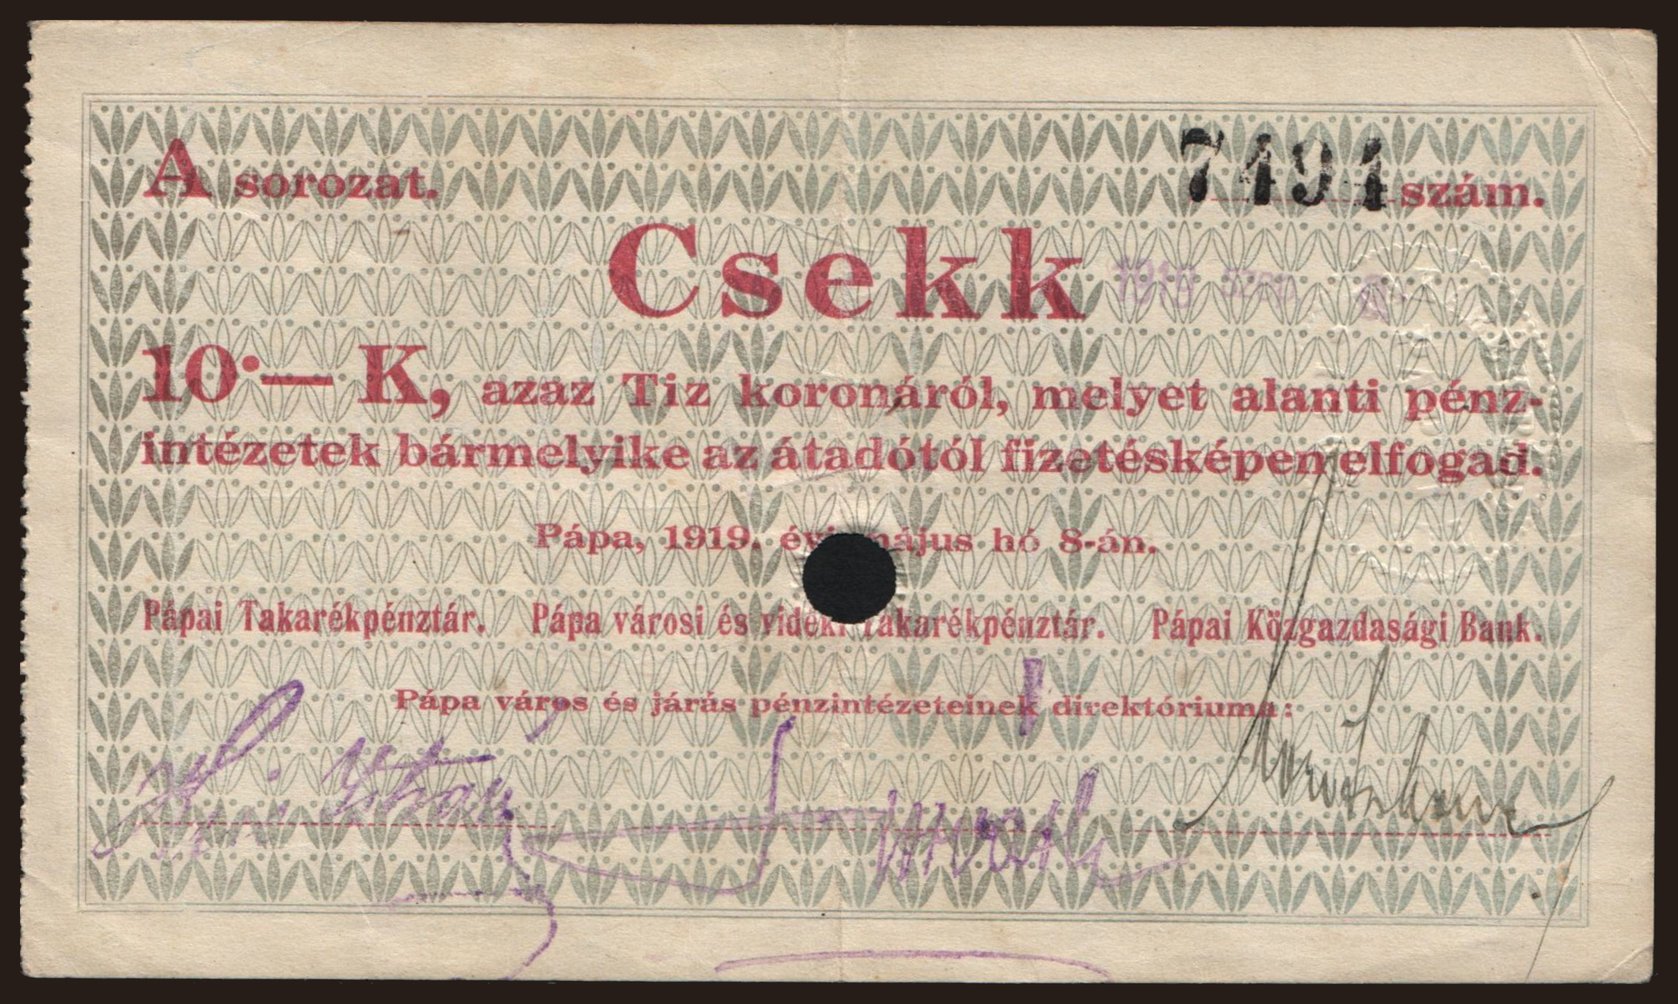 A sorozat. 7494 szám.
Csekk
1919
10·— K, azaz Tiz koronáról, melyet alanti pénz-
intézetek bármelyike az átadótól fizetésképen elfogad.
Pápa, 1919. évi május hó 8-án.
Pápai Takarékpénztár. Pápa városi és vidéki Takarékpénztár. Pápai Közgazdasági Bank.
Pápa város és járás pénzintézeteinek direktóriuma: